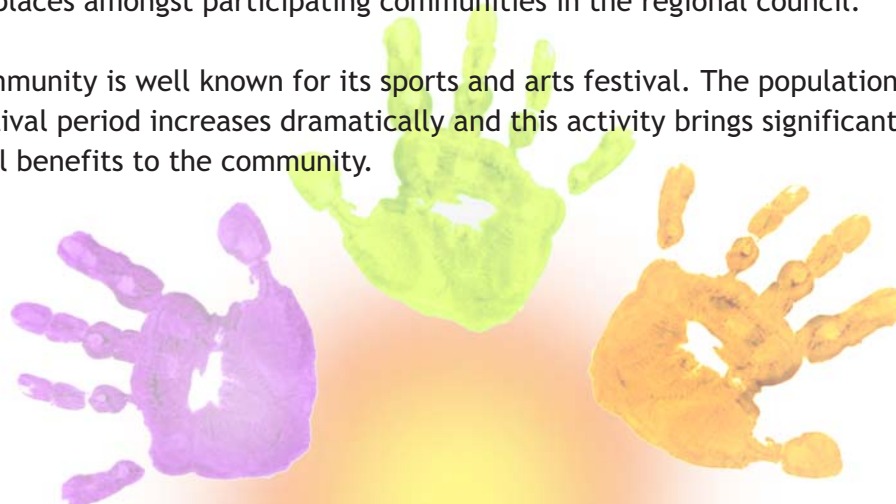 places amongst participating communities in the regional council.
mmunity is well known for its sports and arts festival. The population
ival period increases dramatically and this activity brings significant
l benefits to the community.